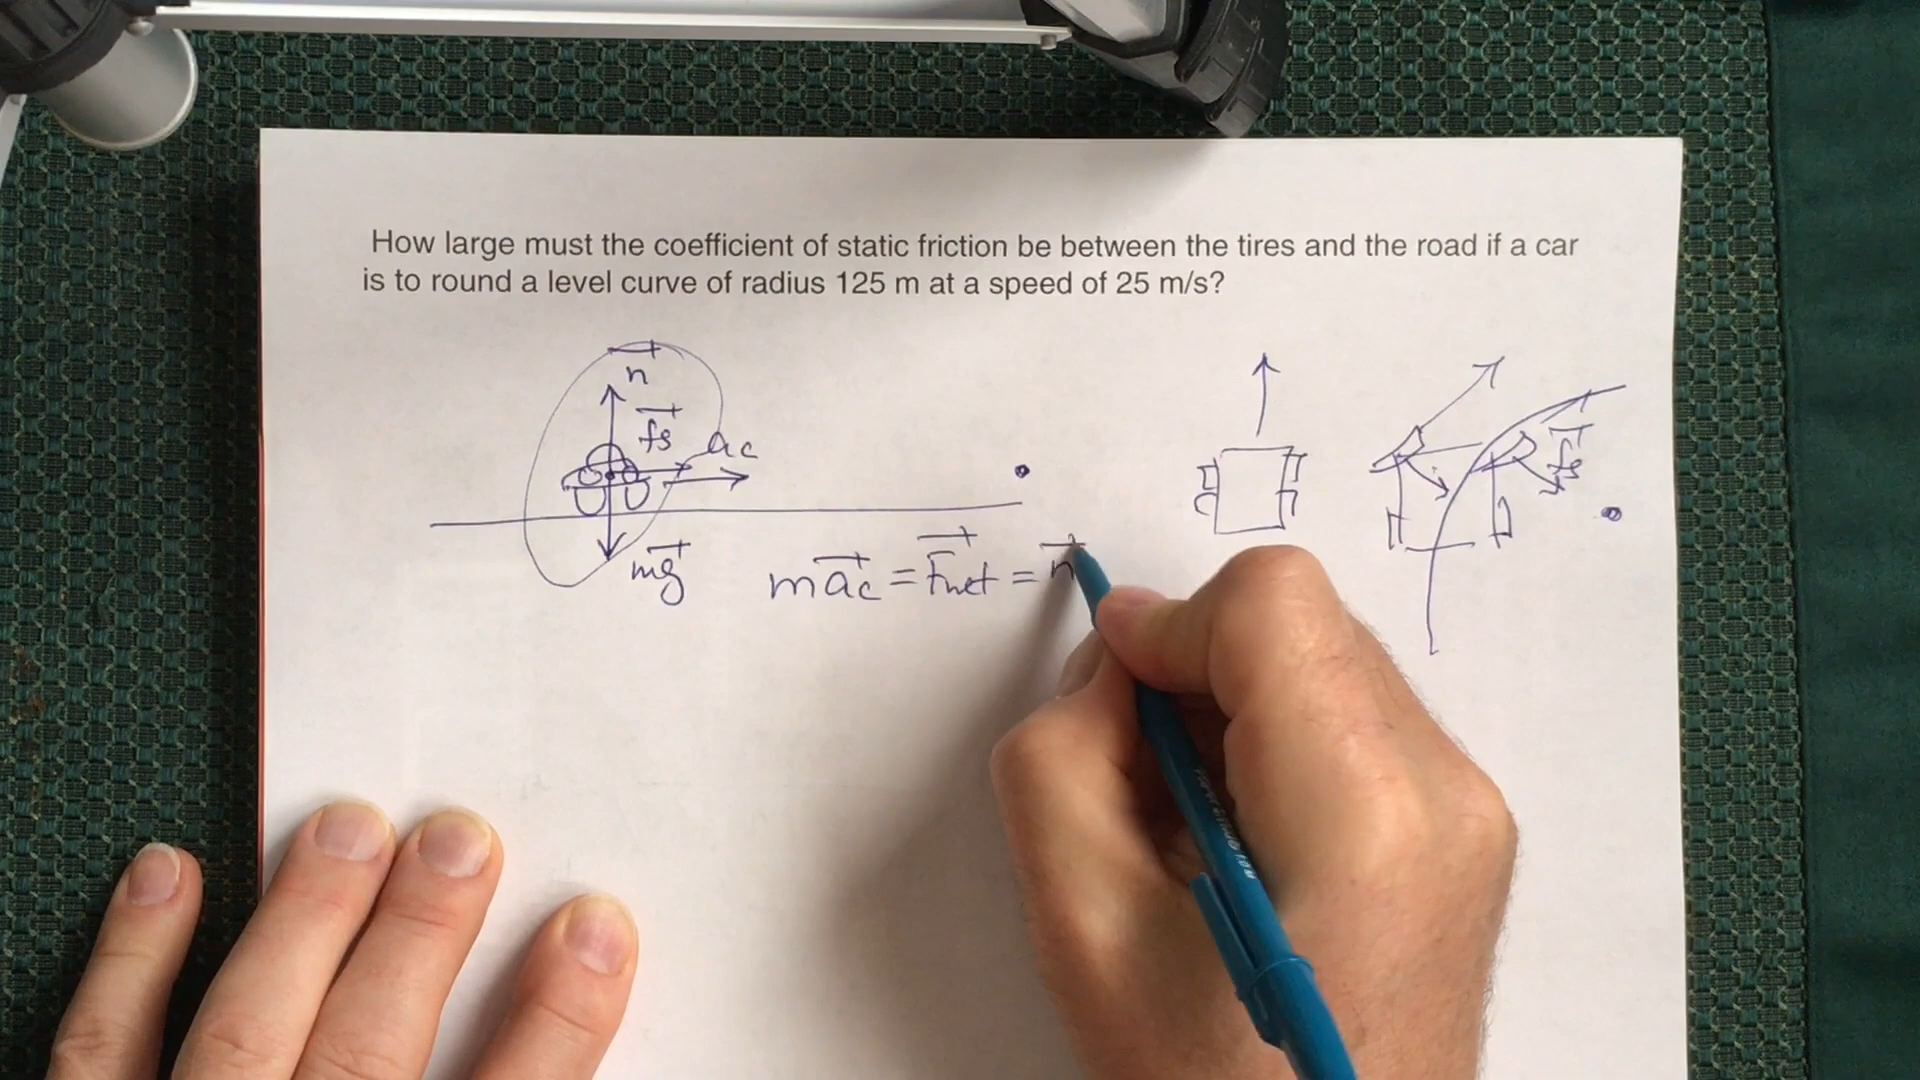 How large must the coefficient of static friction be between the tires and the road if a car
is to round a level curve of radius 125 m at a speed of 25 m/s?
n
fs
ac
fs
mg
mac = Fnet = n